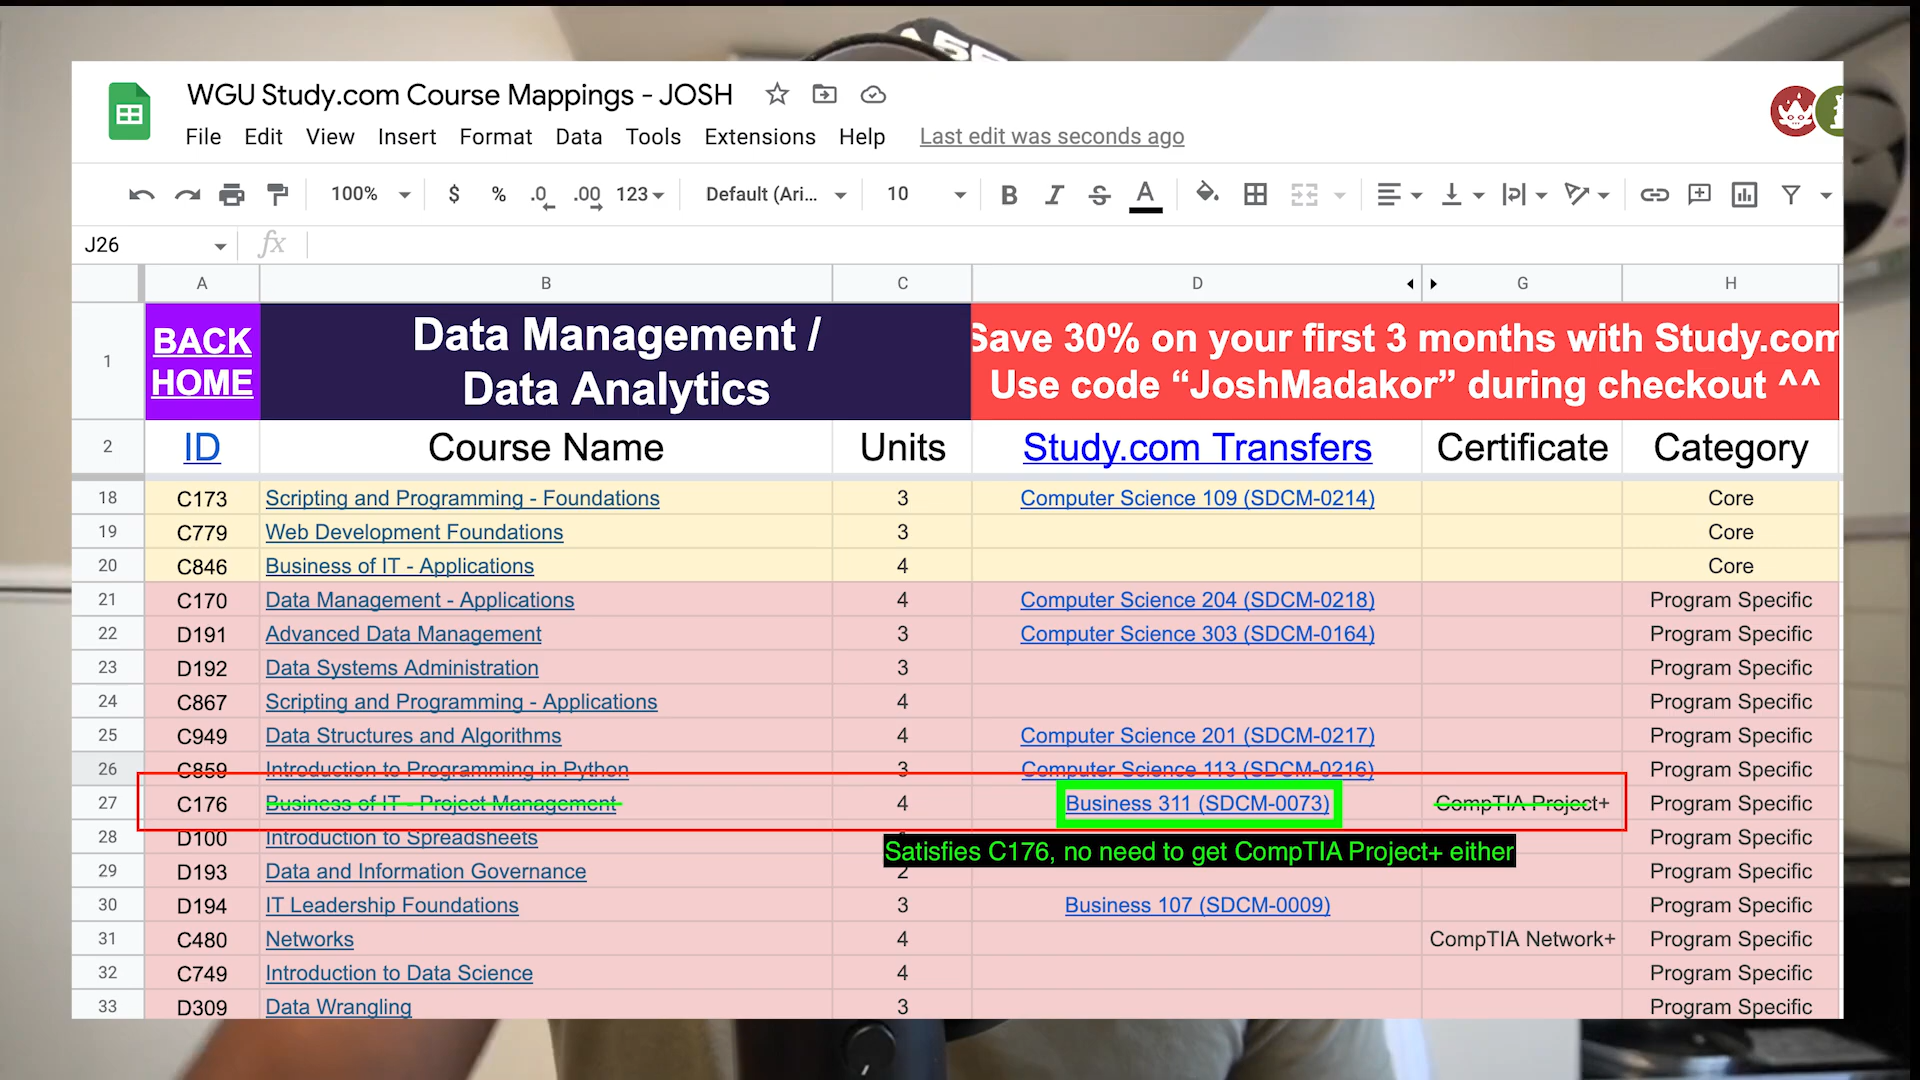 WGU Study.com Course Mappings - JOSH
File Edit View Insert Format Data Tools Extensions Help Last edit was seconds ago
100% $ % .0 .00 123 Default (Ari... 10 B I S A
J26 fx
A B C D G H
1 BACK HOME Data Management / Data Analytics Save 30% on your first 3 months with Study.com
Use code “JoshMadakor” during checkout ^^
2 ID Course Name Units Study.com Transfers Certificate Category
18 C173 Scripting and Programming - Foundations 3 Computer Science 109 (SDCM-0214) Core
19 C779 Web Development Foundations 3 Core
20 C846 Business of IT - Applications 4 Core
21 C170 Data Management - Applications 4 Computer Science 204 (SDCM-0218) Program Specific
22 D191 Advanced Data Management 3 Computer Science 303 (SDCM-0164) Program Specific
23 D192 Data Systems Administration 3 Program Specific
24 C867 Scripting and Programming - Applications 4 Program Specific
25 C949 Data Structures and Algorithms 4 Computer Science 201 (SDCM-0217) Program Specific
26 C859 Introduction to Programming in Python 3 Computer Science 113 (SDCM-0216) Program Specific
27 C176 Business of IT - Project Management 4 Business 311 (SDCM-0073) CompTIA Project+ Program Specific
28 D100 Introduction to Spreadsheets Program Specific
Satisfies C176, no need to get CompTIA Project+ either
29 D193 Data and Information Governance 2 Program Specific
30 D194 IT Leadership Foundations 3 Business 107 (SDCM-0009) Program Specific
31 C480 Networks 4 CompTIA Network+ Program Specific
32 C749 Introduction to Data Science 4 Program Specific
33 D309 Data Wrangling 3 Program Specific